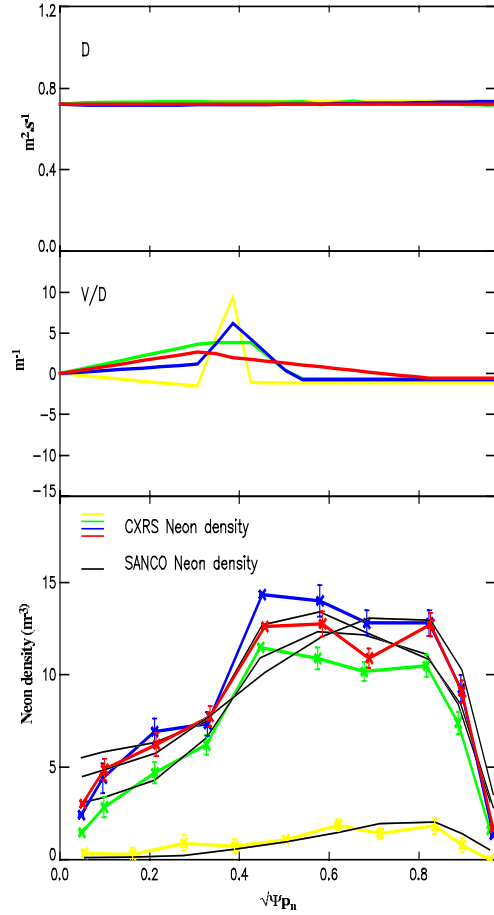 1.2
D
0.8
m².s⁻¹
0.4
0.0
10
V/D
5
m⁻¹
0
−5
−10
−15
CXRS Neon density
SANCO Neon density
15
Neon density (m³)
10
5
0
0.0 0.2 0.4 0.6 0.8
√Ψpn